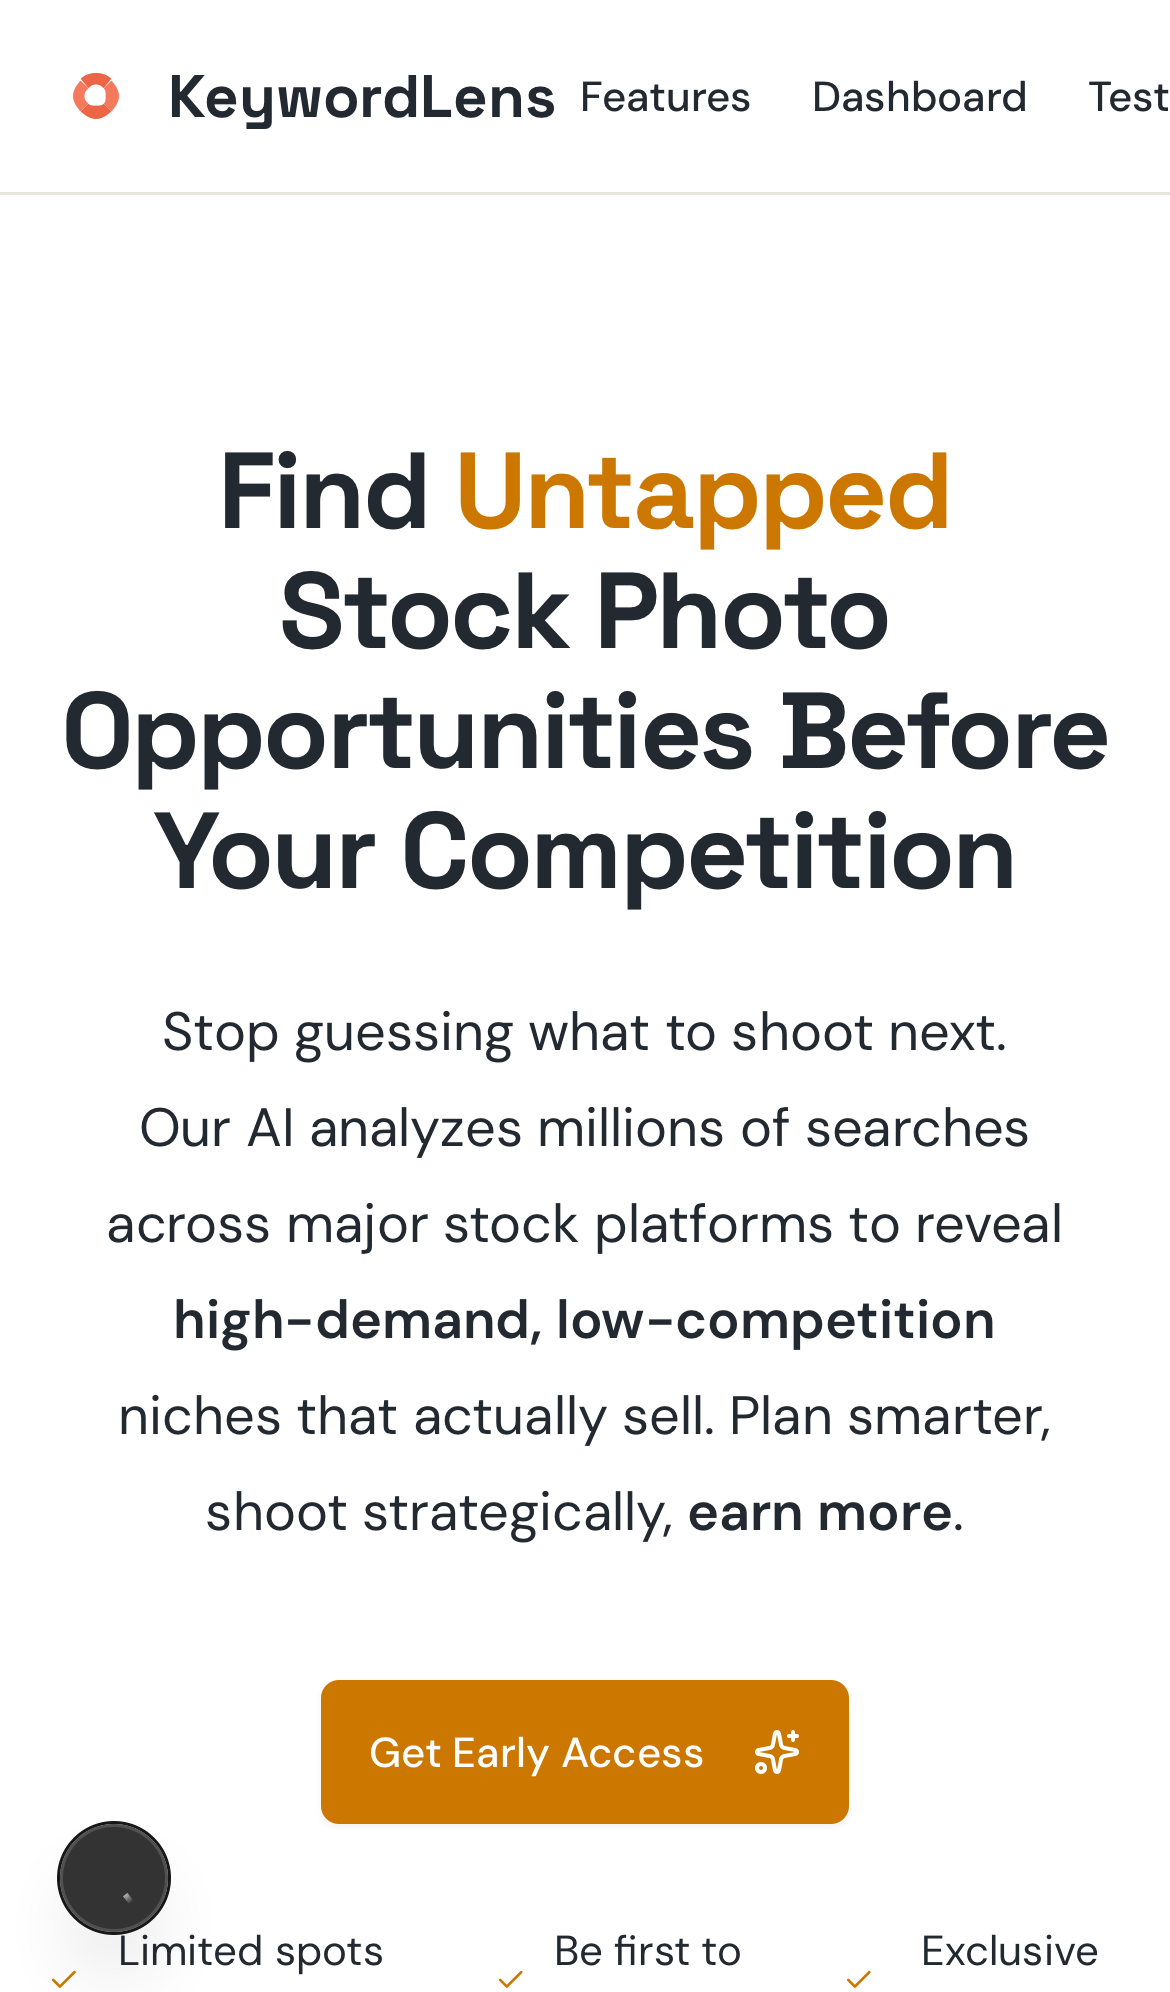 KeywordLens Features Dashboard Test
Find Untapped
Stock Photo
Opportunities Before
Your Competition
Stop guessing what to shoot next.
Our AI analyzes millions of searches
across major stock platforms to reveal
high-demand, low-competition
niches that actually sell. Plan smarter,
shoot strategically, earn more.
Get Early Access
Limited spots Be first to Exclusive